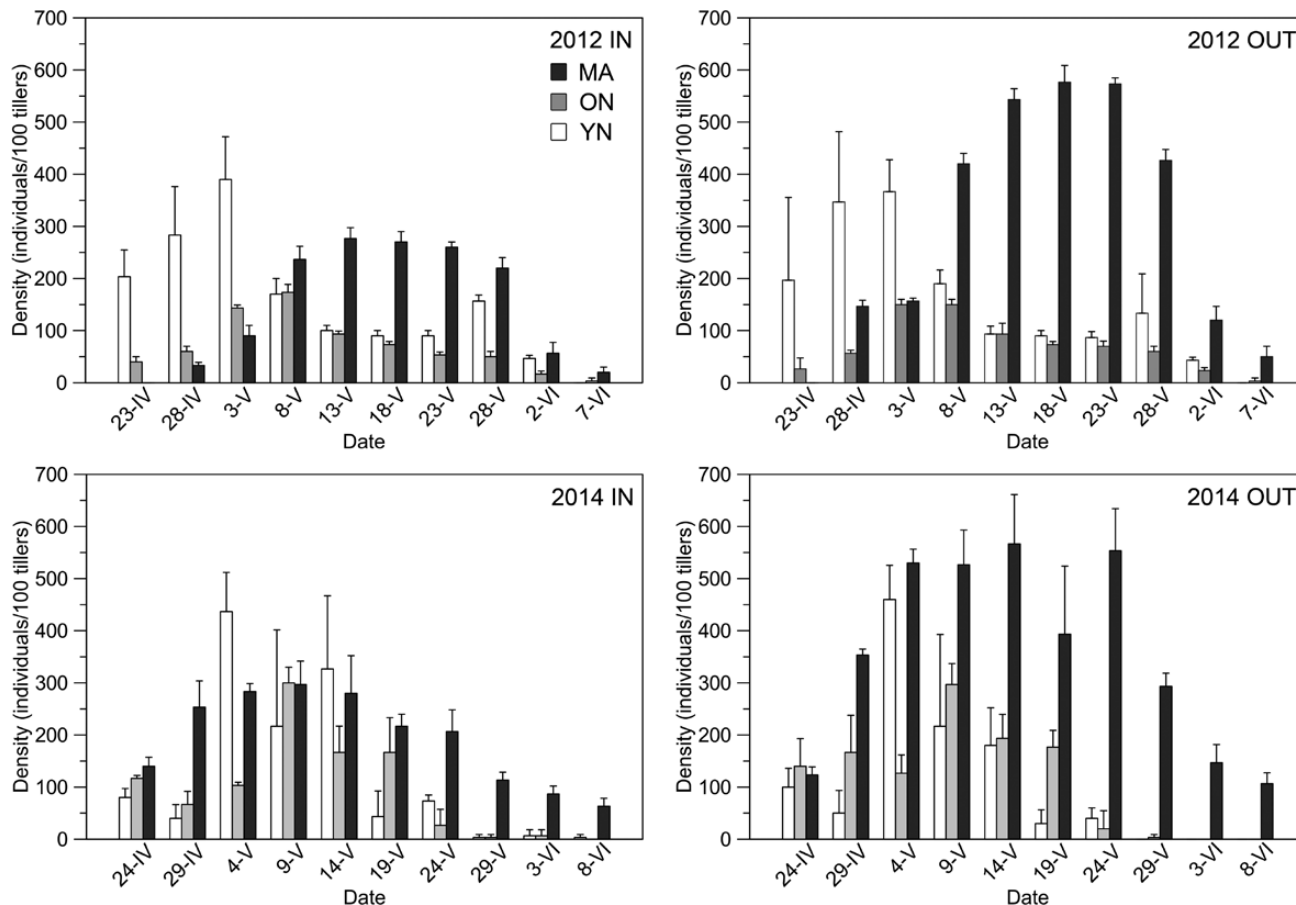 2012 IN
MA
ON
YN
Density (individuals/100 tillers)
700
600
500
400
300
200
100
0
23-IV 28-IV 3-V 8-V 13-V 18-V 23-V 28-V 2-VI 7-VI
Date
2012 OUT
Density (individuals/100 tillers)
700
600
500
400
300
200
100
0
23-IV 28-IV 3-V 8-V 13-V 18-V 23-V 28-V 2-VI 7-VI
Date
2014 IN
Density (individuals/100 tillers)
700
600
500
400
300
200
100
0
24-IV 29-IV 4-V 9-V 14-V 19-V 24-V 29-V 3-VI 8-VI
Date
2014 OUT
Density (individuals/100 tillers)
700
600
500
400
300
200
100
0
24-IV 29-IV 4-V 9-V 14-V 19-V 24-V 29-V 3-VI 8-VI
Date